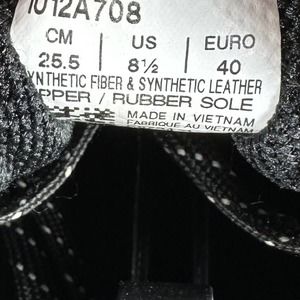 1012A708
CM US EURO
25.5 8½ 40
YNTHETIC FIBER & SYNTHETIC LEATHER
PPER / RUBBER SOLE
MADE IN VIETNAM
FABRIQUE AU VIETNAM